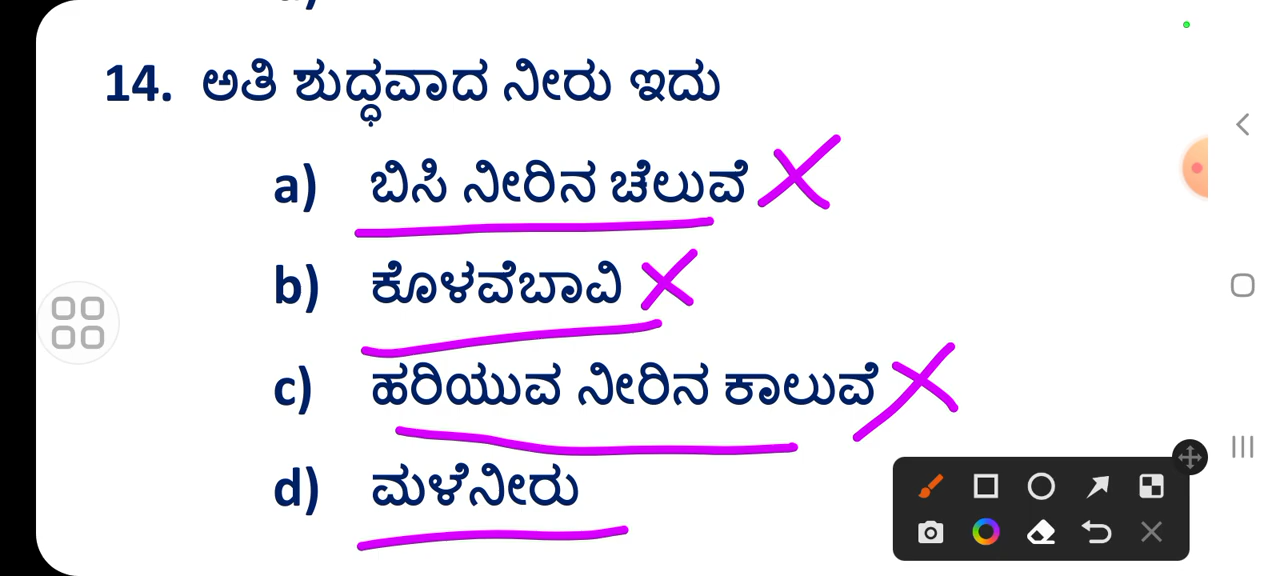 14. ಅತಿ ಶುದ್ಧವಾದ ನೀರು ಇದು
a) ಬಿಸಿ ನೀರಿನ ಚೆಲುವೆ
b) ಕೊಳವೆಬಾವಿ
c) ಹರಿಯುವ ನೀರಿನ ಕಾಲುವೆ
d) ಮಳೆನೀರು